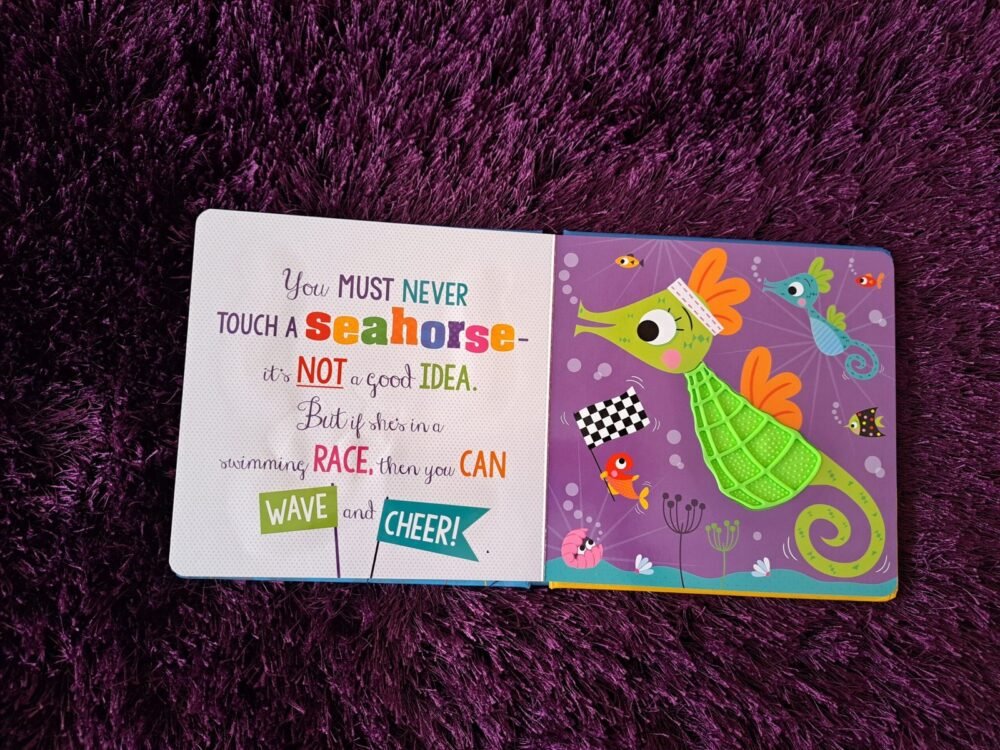 You MUST NEVER
TOUCH A seahorse-
it's NOT a good IDEA.
But if she's in a
swimming RACE, then you CAN
WAVE and CHEER!